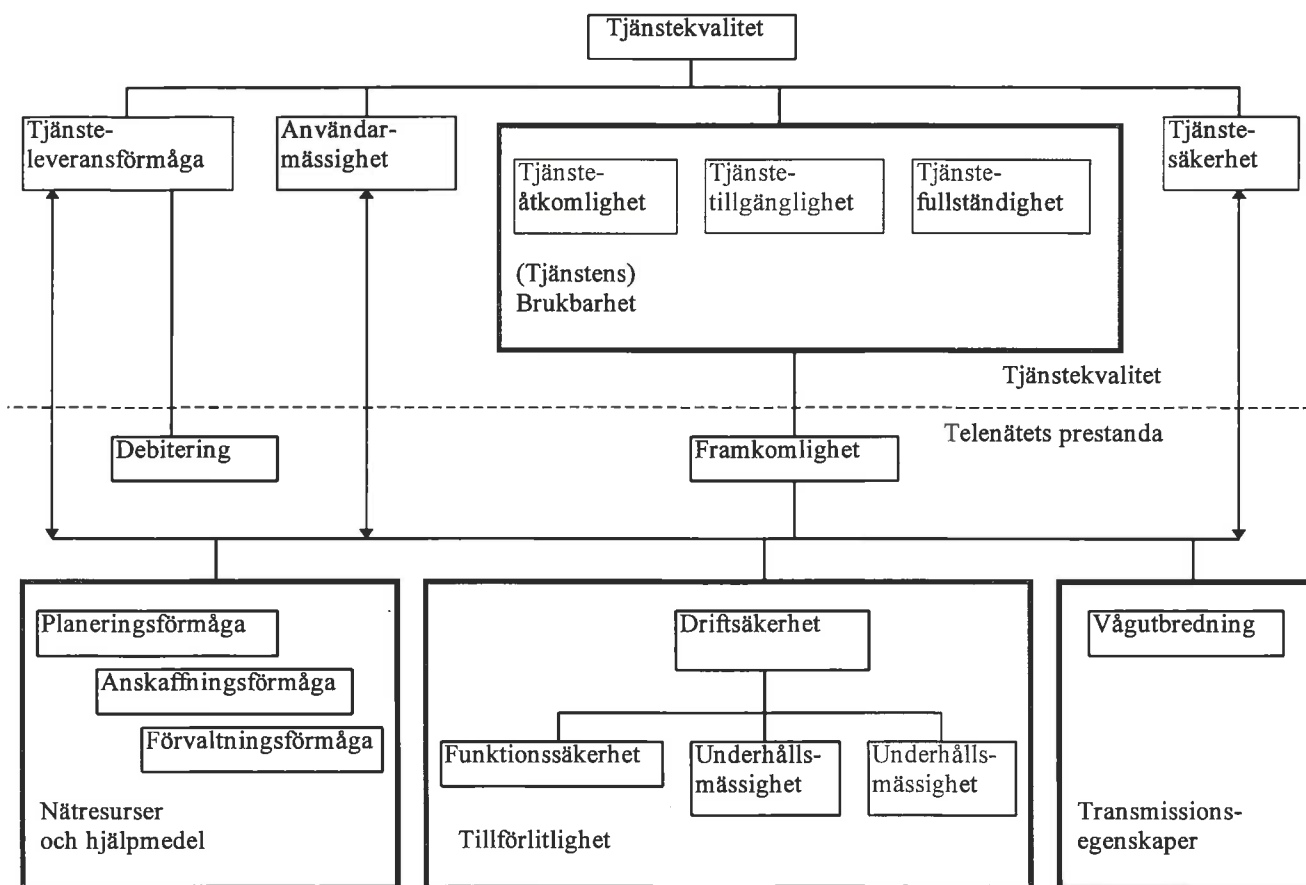 Tjänstekvalitet
Tjänste-
leveransförmåga
Användar-
mässighet
Tjänste-
säkerhet
Tjänste-
åtkomlighet
Tjänste-
tillgänglighet
Tjänste-
fullständighet
(Tjänstens)
Brukbarhet
Tjänstekvalitet
Telenätets prestanda
Debitering
Framkomlighet
Planeringsförmåga
Anskaffningsförmåga
Förvaltningsförmåga
Nätresurser
och hjälpmedel
Driftsäkerhet
Funktionssäkerhet
Underhålls-
mässighet
Underhålls-
mässighet
Tillförlitlighet
Vågutbredning
Transmissions-
egenskaper